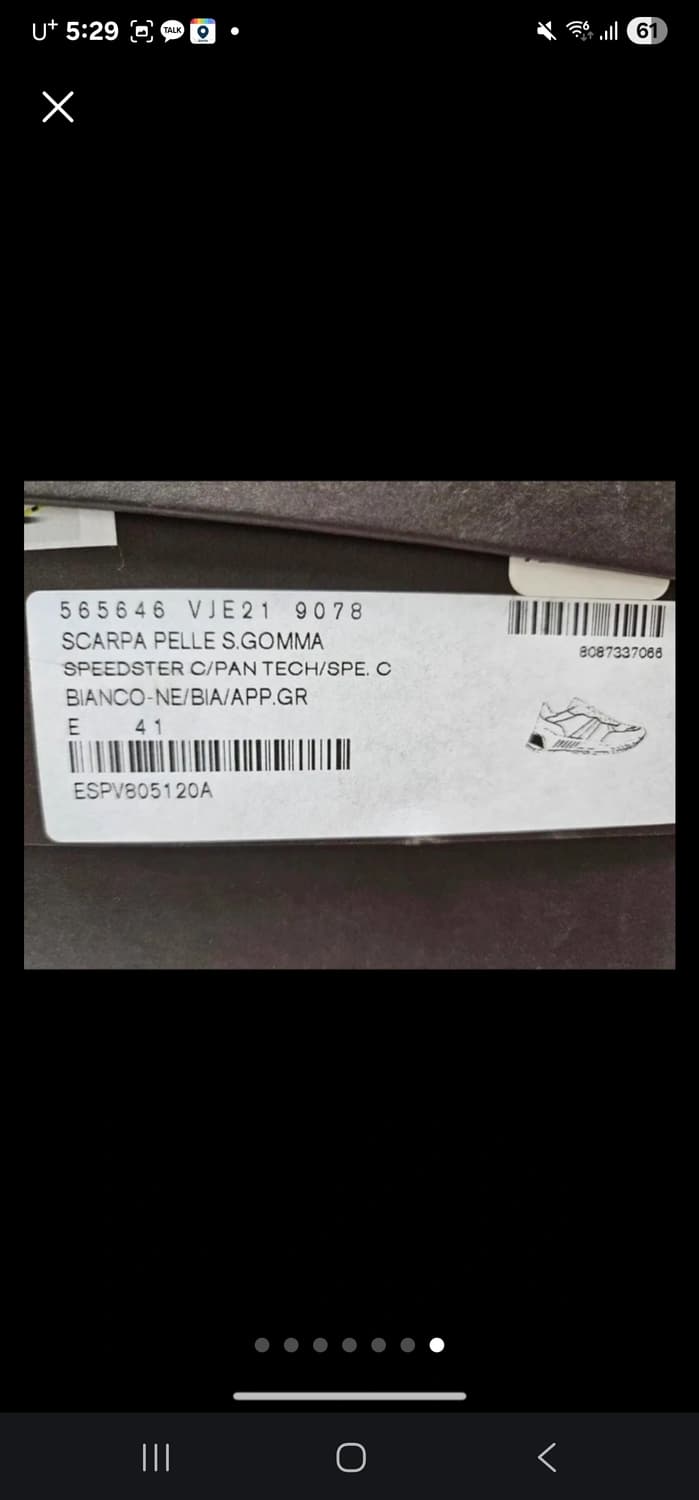 U+ 5:29 TALK 61
565646 VJE21 9078
SCARPA PELLE S.GOMMA
SPEEDSTER C/PAN TECH/SPE. C
BIANCO-NE/BIA/APP.GR
E 41
ESPV805120A
8087337066